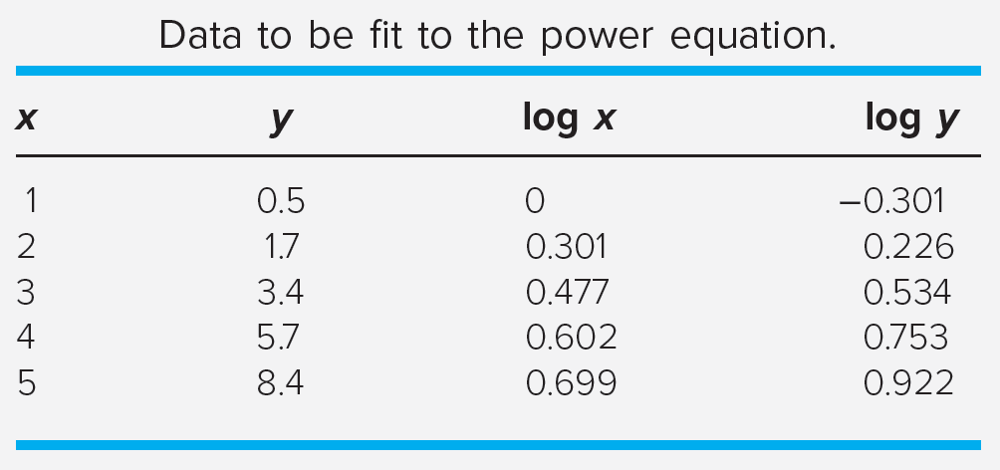 Data to be fit to the power equation.
x y log x log y
1 0.5 0 −0.301
2 1.7 0.301 0.226
3 3.4 0.477 0.534
4 5.7 0.602 0.753
5 8.4 0.699 0.922